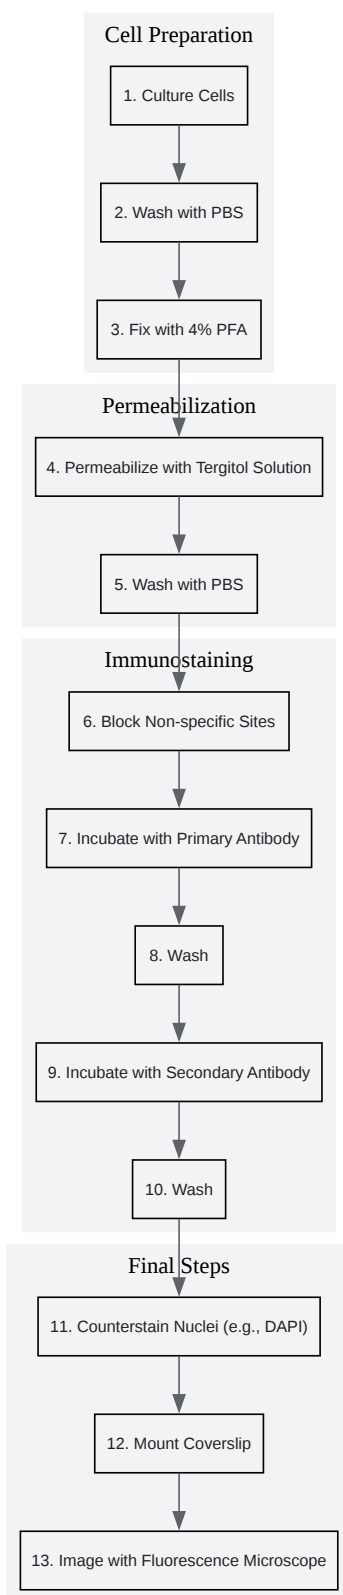 Cell Preparation
1. Culture Cells
2. Wash with PBS
3. Fix with 4% PFA
Permeabilization
4. Permeabilize with Tergitol Solution
5. Wash with PBS
Immunostaining
6. Block Non-specific Sites
7. Incubate with Primary Antibody
8. Wash
9. Incubate with Secondary Antibody
10. Wash
Final Steps
11. Counterstain Nuclei (e.g., DAPI)
12. Mount Coverslip
13. Image with Fluorescence Microscope